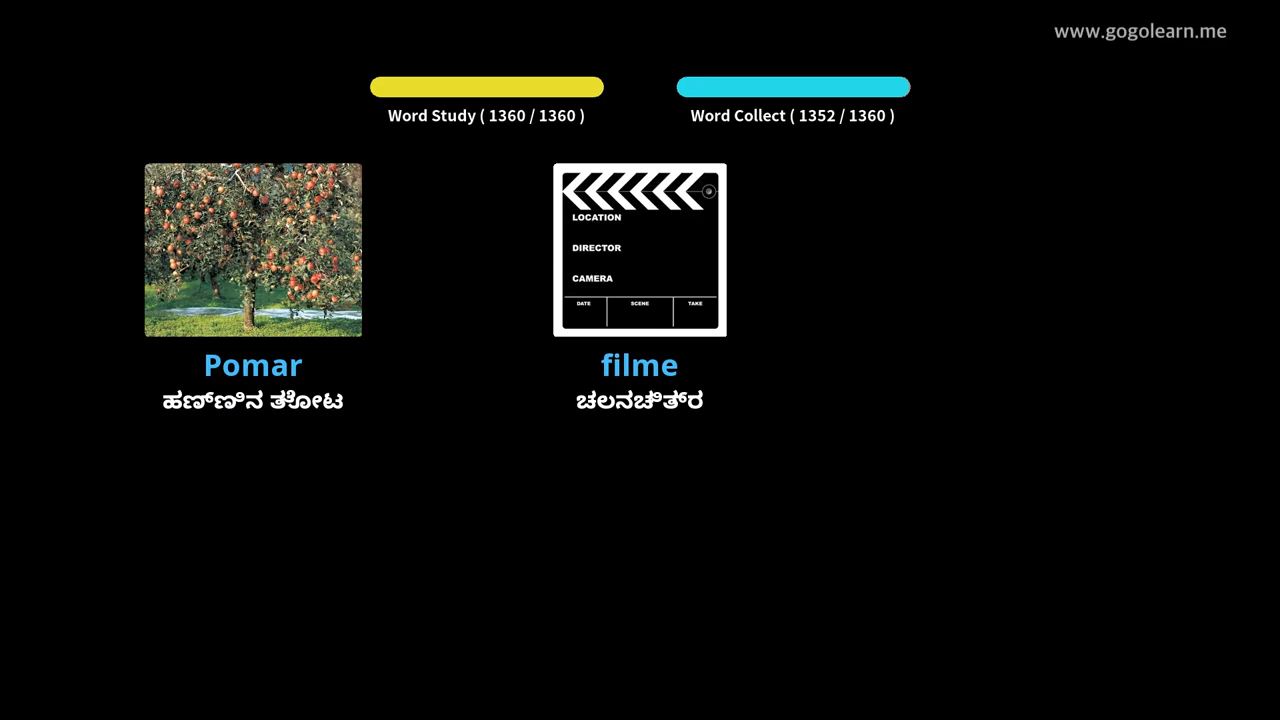 www.gogolearn.me
Word Study ( 1360 / 1360 )
Word Collect ( 1352 / 1360 )
LOCATION
DIRECTOR
CAMERA
DATE SCENE TAKE
Pomar
filme
ಹಣ್ಣಿನ ತೋಟ
ಚಲನಚಿತ್ರ